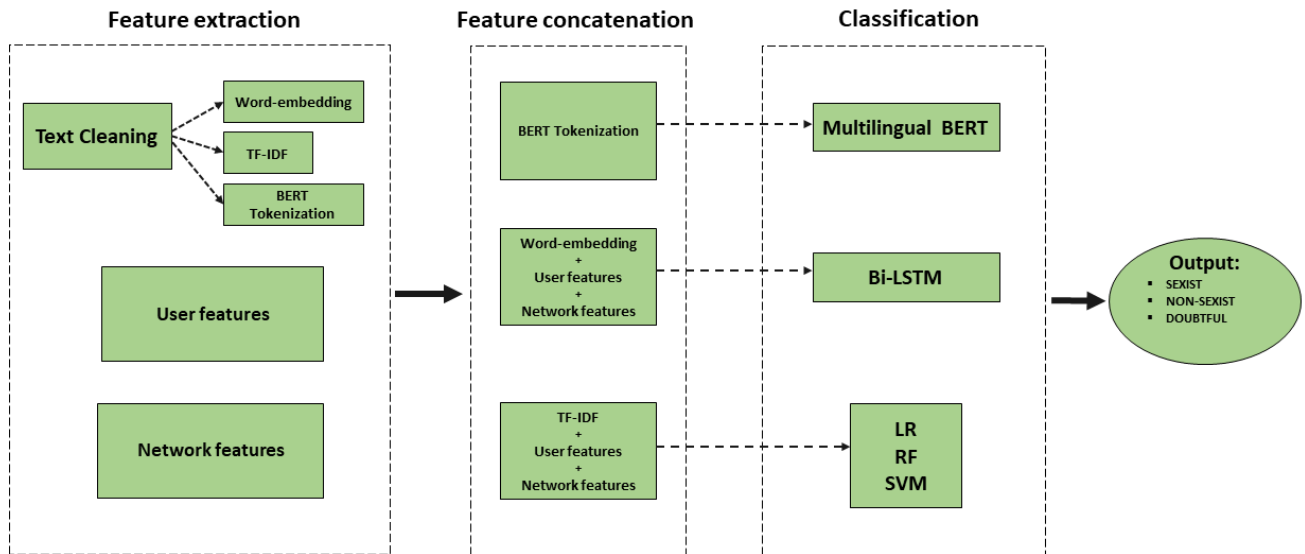 Feature extraction
Feature concatenation
Classification
Text Cleaning
Word-embedding
TF-IDF
BERT
Tokenization
User features
Network features
BERT Tokenization
Word-embedding
+
User features
+
Network features
TF-IDF
+
User features
+
Network features
Multilingual BERT
Bi-LSTM
LR
RF
SVM
Output:
▪ SEXIST
▪ NON-SEXIST
▪ DOUBTFUL